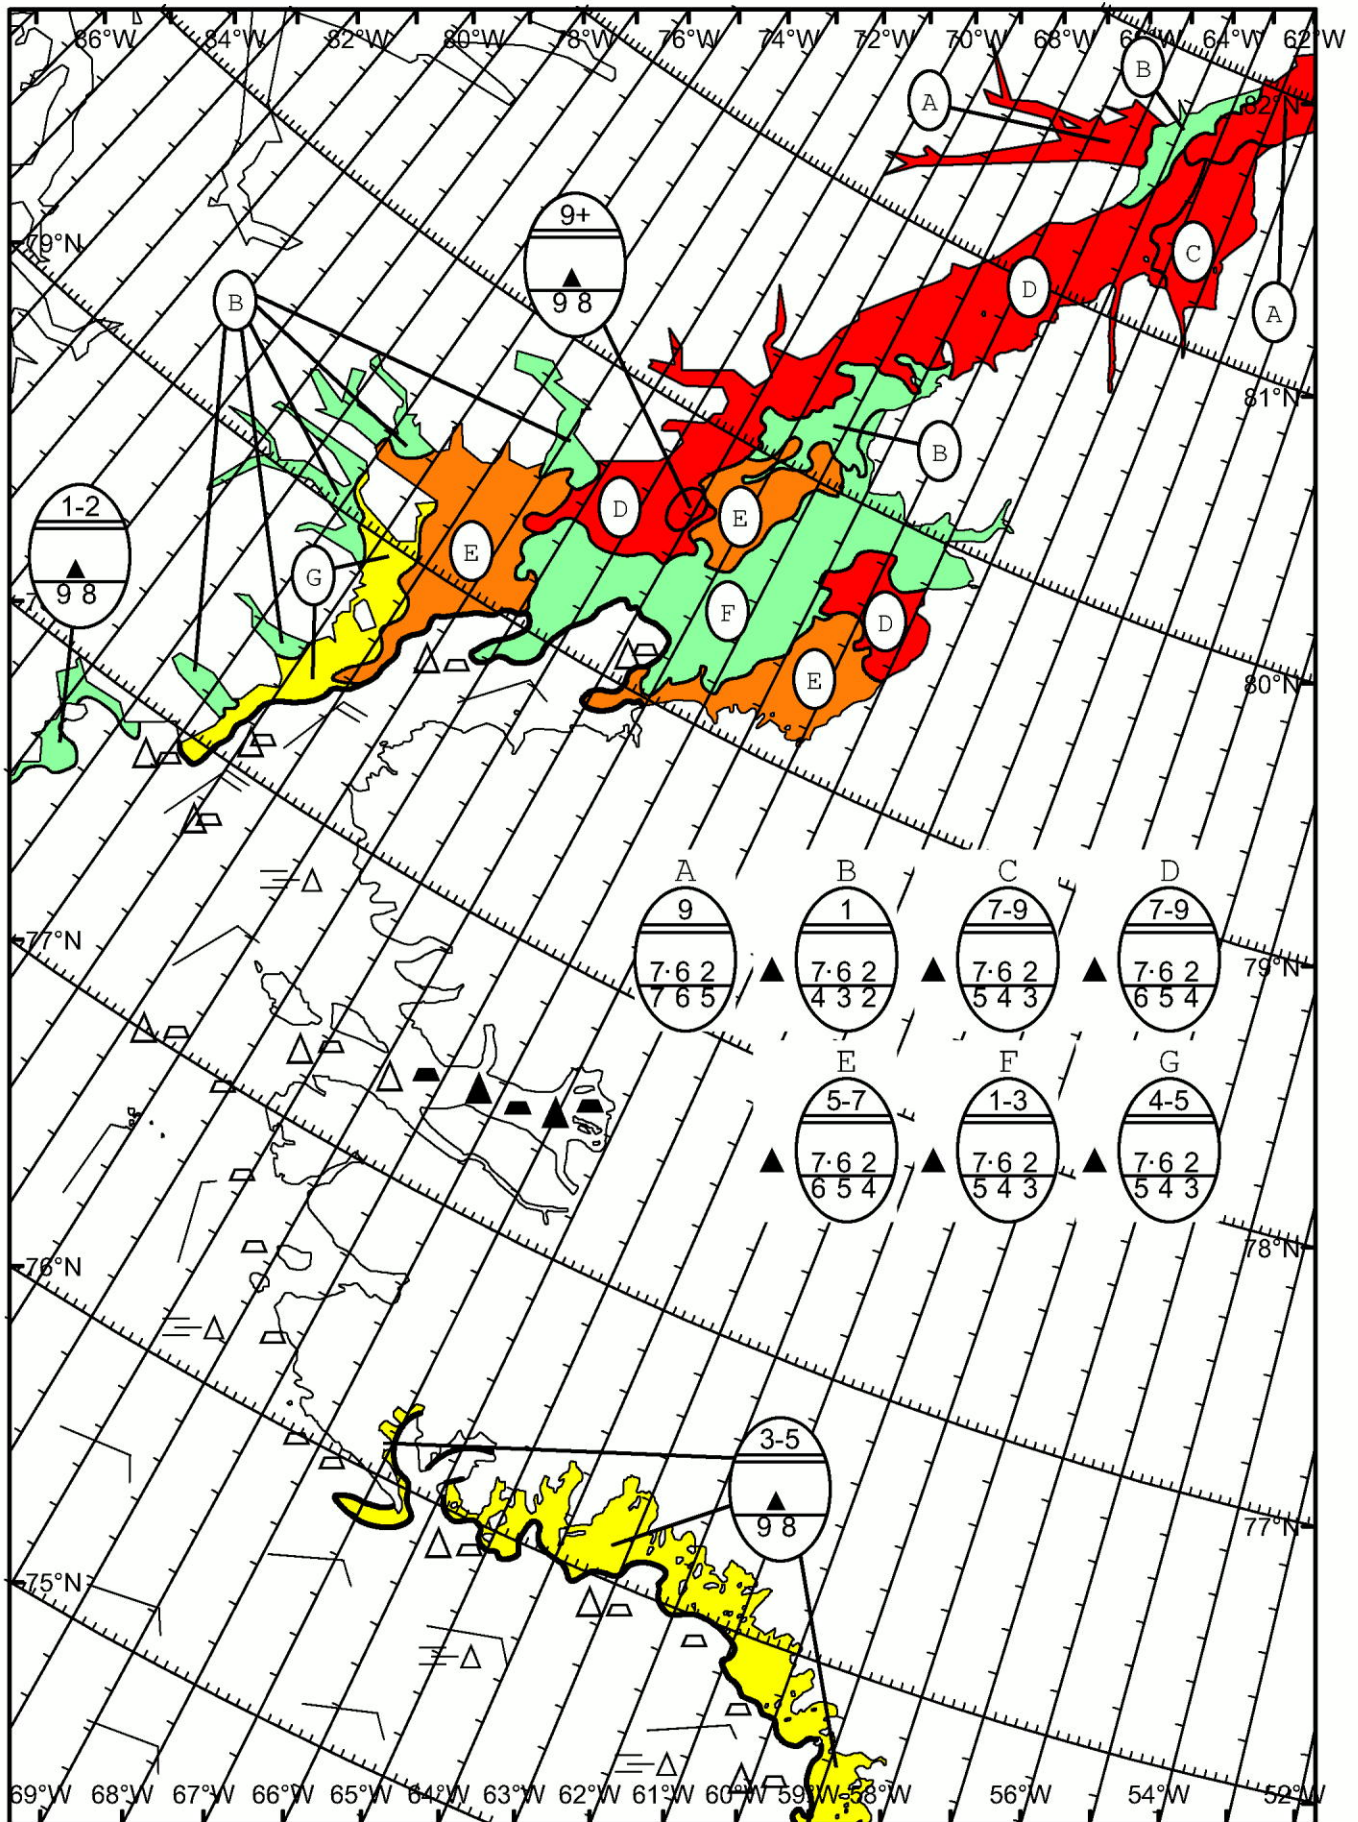 86°W 84°W 82°W 80°W 78°W 76°W 74°W 72°W 70°W 68°W 66°W 64°W 62°W
B
A
82°N
9+
79°N
C
D
9 8
B
A
81°N
B
1-2
D
E
E
G
9 8
F
D
E
80°N
A B C D
9 1 7-9 7-9
77°N
79°N
7·6 2 ▲ 7·6 2 ▲ 7·6 2 ▲ 7·6 2
7 6 5 4 3 2 5 4 3 6 5 4
E F G
5-7 1-3 4-5
▲ 7·6 2 ▲ 7·6 2 ▲ 7·6 2
6 5 4 5 4 3 5 4 3
78°N
76°N
3-5
9 8
77°N
75°N
69°W 68°W 67°W 66°W 65°W 64°W 63°W 62°W 61°W 60°W 59°W 58°W 56°W 54°W 52°W